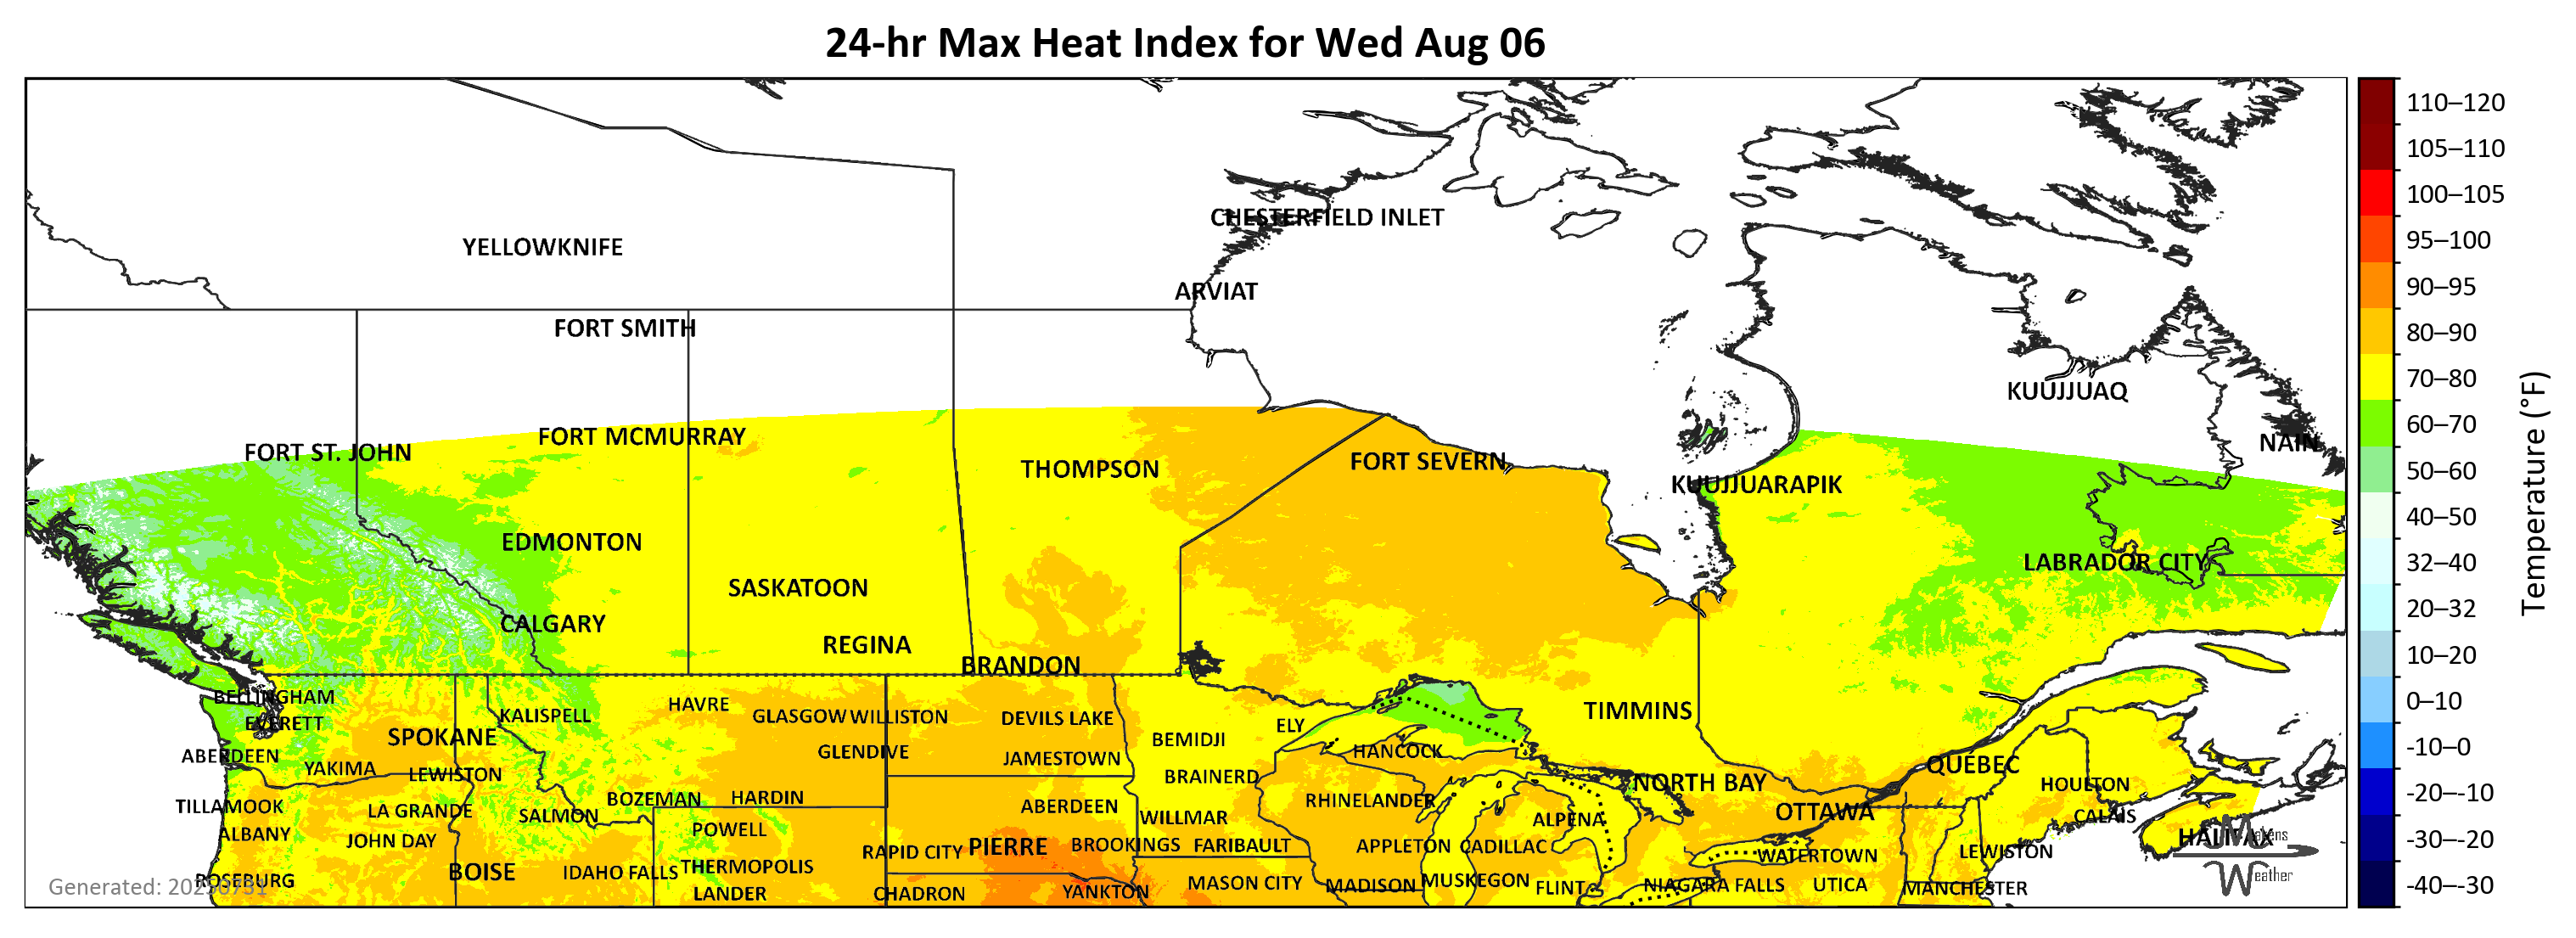 24-hr Max Heat Index for Wed Aug 06
110–120
105–110
100–105
95–100
90–95
80–90
70–80
60–70
50–60
40–50
32–40
20–32
10–20
0–10
-10–0
-20–-10
-30–-20
-40–-30
Temperature (°F)
CHESTERFIELD INLET
YELLOWKNIFE
ARVIAT
FORT SMITH
KUUJJUAQ
FORT MCMURRAY
NAIN
FORT ST. JOHN
FORT SEVERN
THOMPSON
KUUJJUARAPIK
EDMONTON
LABRADOR CITY
SASKATOON
CALGARY
REGINA
BRANDON
BELLINGHAM
HAVRE
TIMMINS
KALISPELL
GLASGOW
WILLISTON
DEVILS LAKE
EVERETT
ELY
SPOKANE
BEMIDJI
GLENDIVE
HANCOCK
ABERDEEN
JAMESTOWN
QUÉBEC
YAKIMA
LEWISTON
BRAINERD
NORTH BAY
HOULTON
BOZEMAN
HARDIN
RHINELANDER
TILLAMOOK
LA GRANDE
ABERDEEN
OTTAWA
SALMON
CALAIS
WILLMAR
ALPENA
POWELL
ALBANY
HALIFAX
JOHN DAY
PIERRE
BROOKINGS
FARIBAULT
APPLETON
CADILLAC
RAPID CITY
LEWISTON
WATERTOWN
THERMOPOLIS
BOISE
IDAHO FALLS
ROSEBURG
MUSKEGON
MASON CITY
MADISON
NIAGARA FALLS
UTICA
FLINT
MANCHESTER
YANKTON
LANDER
CHADRON
Generated: 20250731
Makens
Weather